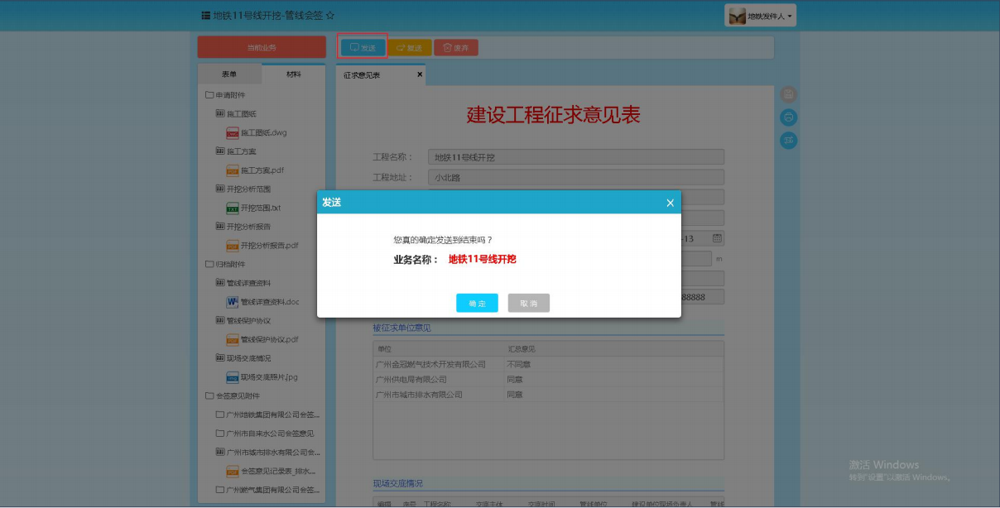 地铁11号线开挖-管线会签
地铁发件人
当前业务
发送
废弃
表单
材料
征求意见表
申请附件
施工图纸
施工图纸.dwg
施工方案
施工方案.pdf
开挖分析范围
开挖范围.txt
开挖分析报告
开挖分析报告.pdf
归档附件
管线详查资料
管线详查资料.doc
管线保护协议
管线保护协议.pdf
现场交底情况
现场交底照片.jpg
会签意见附件
广州地铁集团有限公司会签...
广州市自来水公司会签意见
广州市城市排水有限公司会...
会签意见记录表_排水...
广州燃气集团有限公司会签...
建设工程征求意见表
工程名称：
地铁11号线开挖
工程地址：
小北路
发送
您真的确定发送到结束吗？
业务名称： 地铁11号线开挖
确定
取消
-13
m
88888
被征求单位意见
单位 汇总意见
广州金冠燃气技术开发有限公司 不同意
广州供电局有限公司 同意
广州市城市排水有限公司 同意
现场交底情况
编辑 序号 工程名称 交底主体 交底时间 管线单位 建设单位现场负责人 管线
激活 Windows
转到"设置"以激活 Windows。